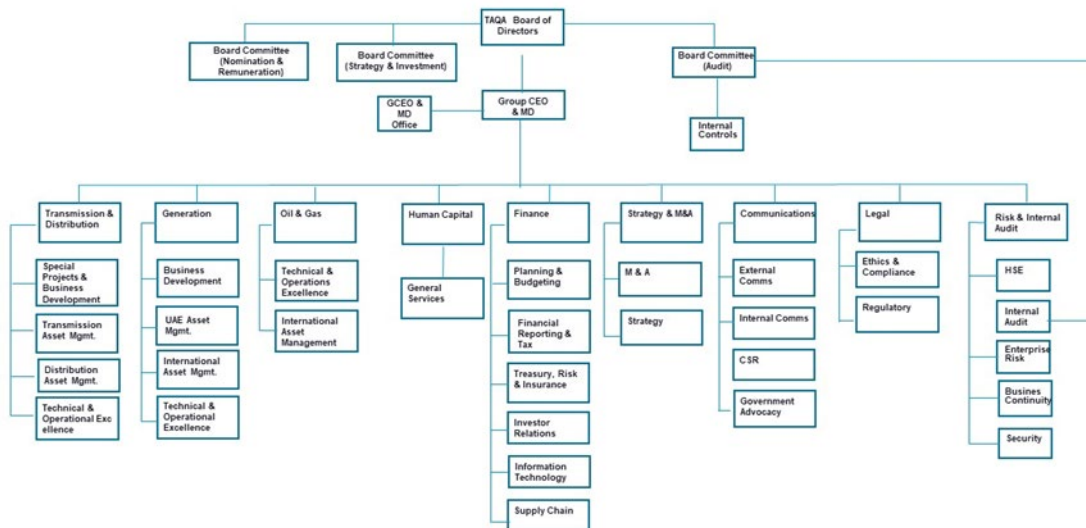 TAQA Board of
Directors
Board Committee
(Nomination &
Remuneration)
Board Committee
(Strategy & Investment)
Board Committee
(Audit)
GCEO &
MD
Office
Group CEO
& MD
Internal
Controls
Transmission &
Distribution
Generation
Oil & Gas
Human Capital
Finance
Strategy & M&A
Communications
Legal
Risk & Internal
Audit
Special
Projects &
Business
Development
Transmission
Asset Mgmt.
Distribution
Asset Mgmt.
Technical &
Operational Exc
ellence
Business
Development
UAE Asset
Mgmt.
International
Asset Mgmt.
Technical &
Operational
Excellence
Technical &
Operations
Excellence
International
Asset
Management
General
Services
Planning &
Budgeting
Financial
Reporting &
Tax
Treasury, Risk
& Insurance
Investor
Relations
Information
Technology
Supply Chain
M & A
Strategy
External
Comms
Internal Comms
CSR
Government
Advocacy
Ethics &
Compliance
Regulatory
HSE
Internal
Audit
Enterprise
Risk
Busines
Continuity
Security